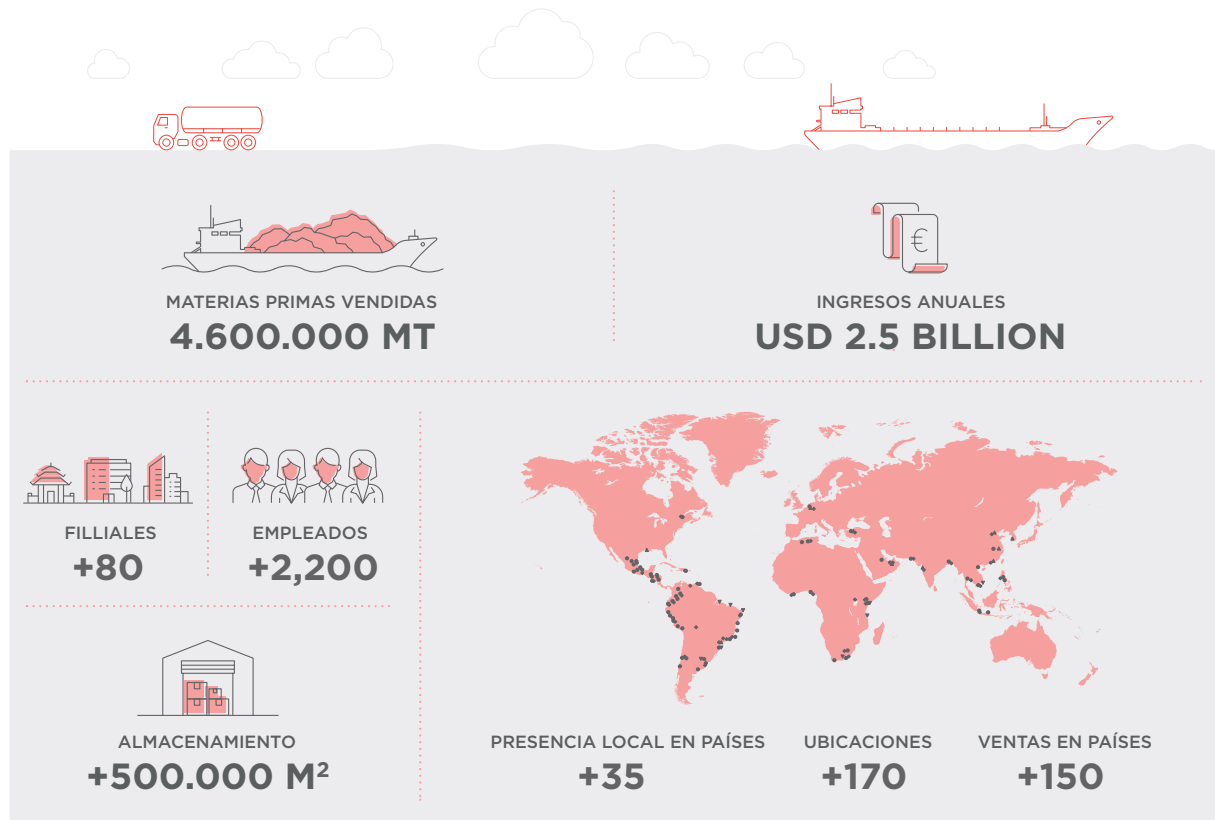 €
MATERIAS PRIMAS VENDIDAS
4.600.000 MT
INGRESOS ANUALES
USD 2.5 BILLION
FILLIALES
+80
EMPLEADOS
+2,200
ALMACENAMIENTO
+500.000 M²
PRESENCIA LOCAL EN PAÍSES
+35
UBICACIONES
+170
VENTAS EN PAÍSES
+150